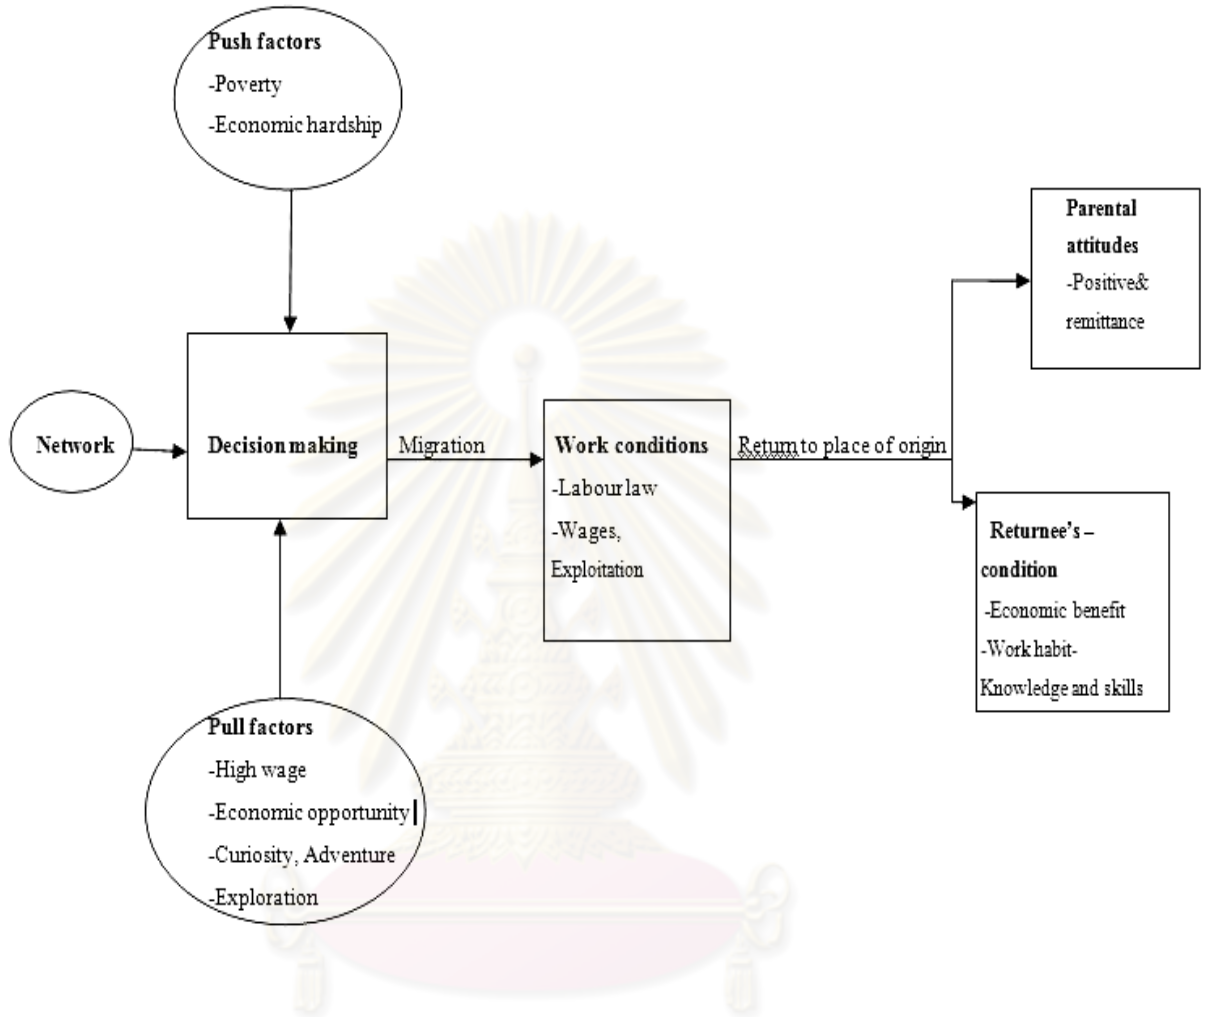 Push factors
-Poverty
-Economic hardship
Network
Decision making
Migration
Work conditions
-Labour law
-Wages,
Exploitation
Return to place of origin
Parental
attitudes
-Positive&
remittance
Returnee's –
condition
-Economic benefit
-Work habit-
Knowledge and skills
Pull factors
-High wage
-Economic opportunity
-Curiosity, Adventure
-Exploration